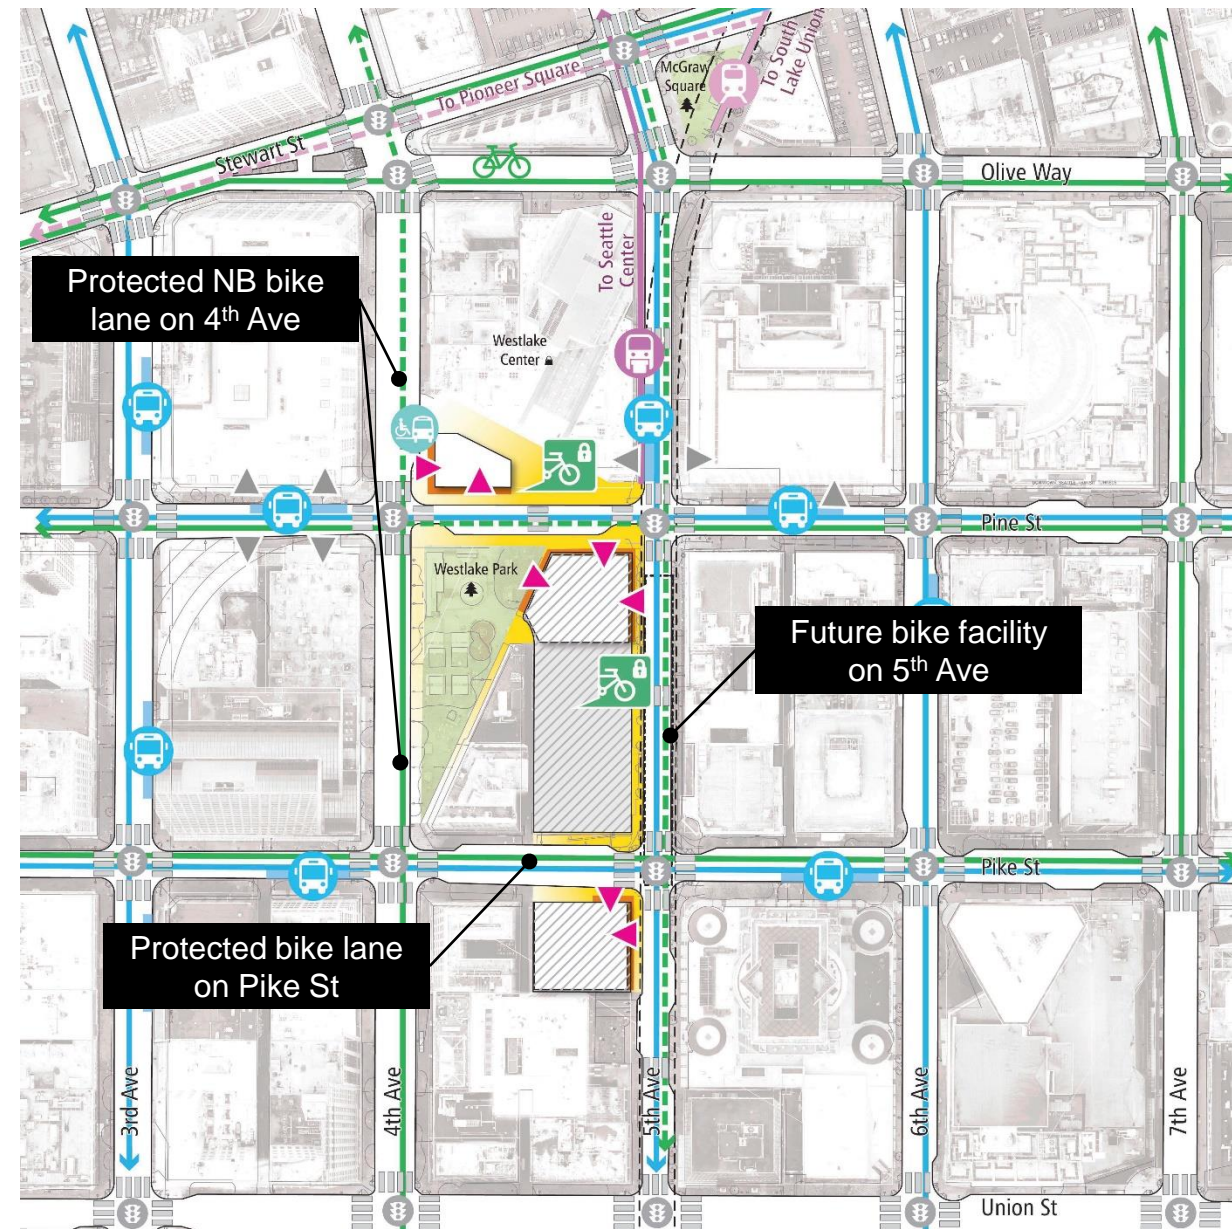 To Pioneer Square
McGraw
Square
To South
Lake Union
Stewart St
Olive Way
To Seattle
Center
Protected NB bike
lane on 4th Ave
Westlake
Center
Pine St
Westlake Park
Future bike facility
on 5th Ave
Pike St
Protected bike lane
on Pike St
3rd Ave
4th Ave
5th Ave
6th Ave
7th Ave
Union St